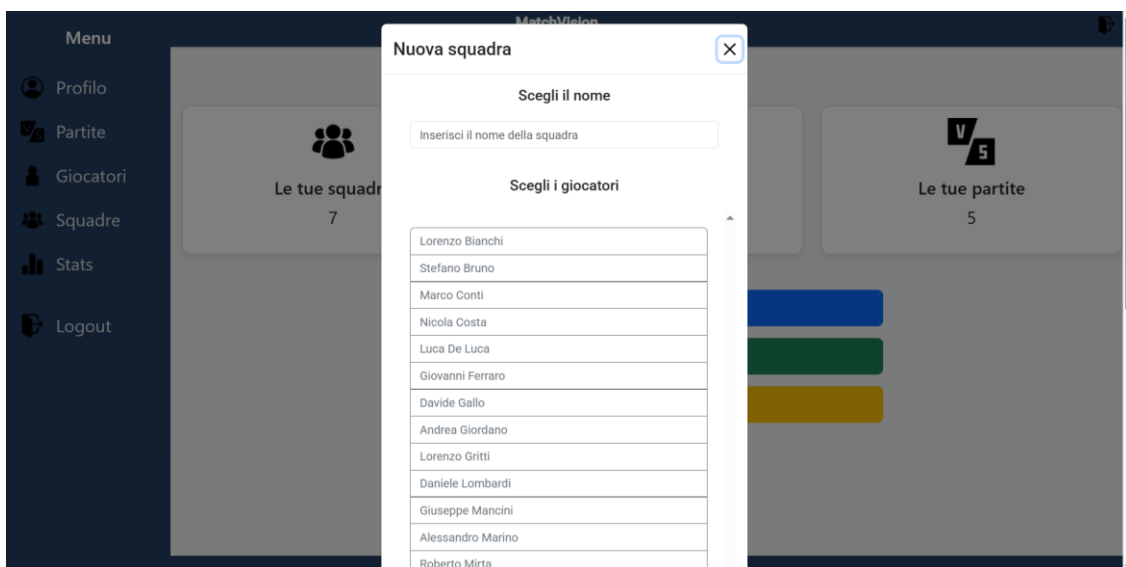 MatchVision
Menu
Profilo
Partite
Giocatori
Squadre
Stats
Logout
Le tue squadr
7
Nuova squadra
Scegli il nome
Inserisci il nome della squadra
Scegli i giocatori
Lorenzo Bianchi
Stefano Bruno
Marco Conti
Nicola Costa
Luca De Luca
Giovanni Ferraro
Davide Gallo
Andrea Giordano
Lorenzo Gritti
Daniele Lombardi
Giuseppe Mancini
Alessandro Marino
Roberto Mirta
VS
Le tue partite
5